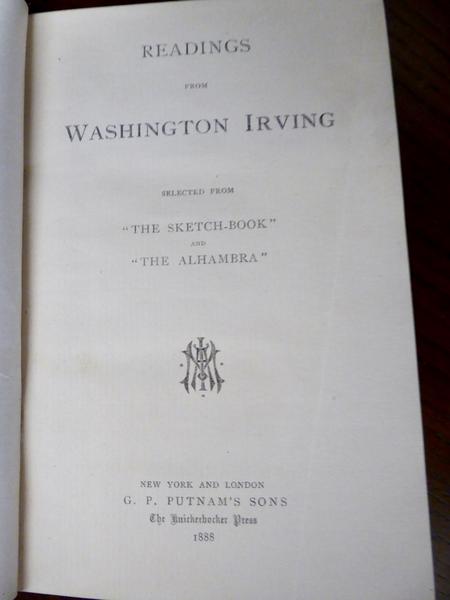 READINGS
FROM
WASHINGTON IRVING
SELECTED FROM
"THE SKETCH-BOOK"
AND
"THE ALHAMBRA"
NEW YORK AND LONDON
G. P. PUTNAM'S SONS
The Knickerbocker Press
1888